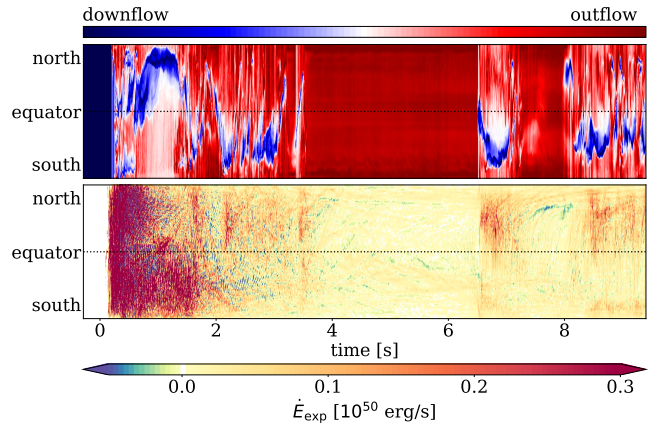 downflow outflow
north
equator
south
north
equator
south
0 2 4 6 8
time [s]
0.0 0.1 0.2 0.3
Ė_exp [10^50 erg/s]